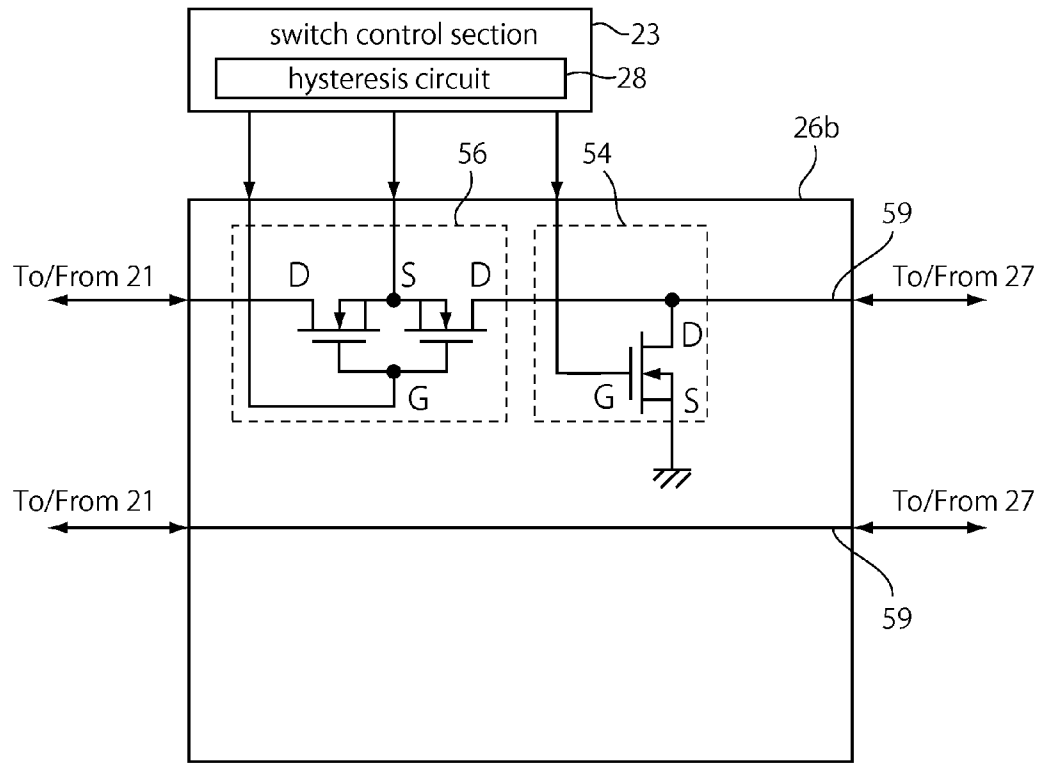 switch control section
23
hysteresis circuit
28
26b
56
54
59
To/From 21
D
S
D
To/From 27
D
G
S
G
To/From 21
To/From 27
59